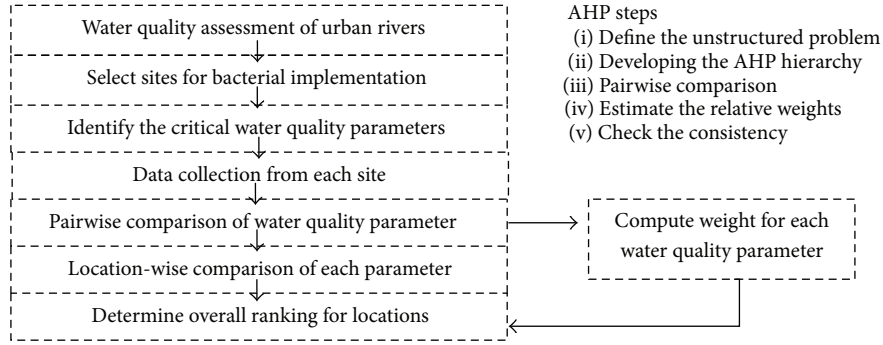 Water quality assessment of urban rivers
Select sites for bacterial implementation
Identify the critical water quality parameters
Data collection from each site
Pairwise comparison of water quality parameter
Location-wise comparison of each parameter
Determine overall ranking for locations
Compute weight for each
water quality parameter
AHP steps
(i) Define the unstructured problem
(ii) Developing the AHP hierarchy
(iii) Pairwise comparison
(iv) Estimate the relative weights
(v) Check the consistency